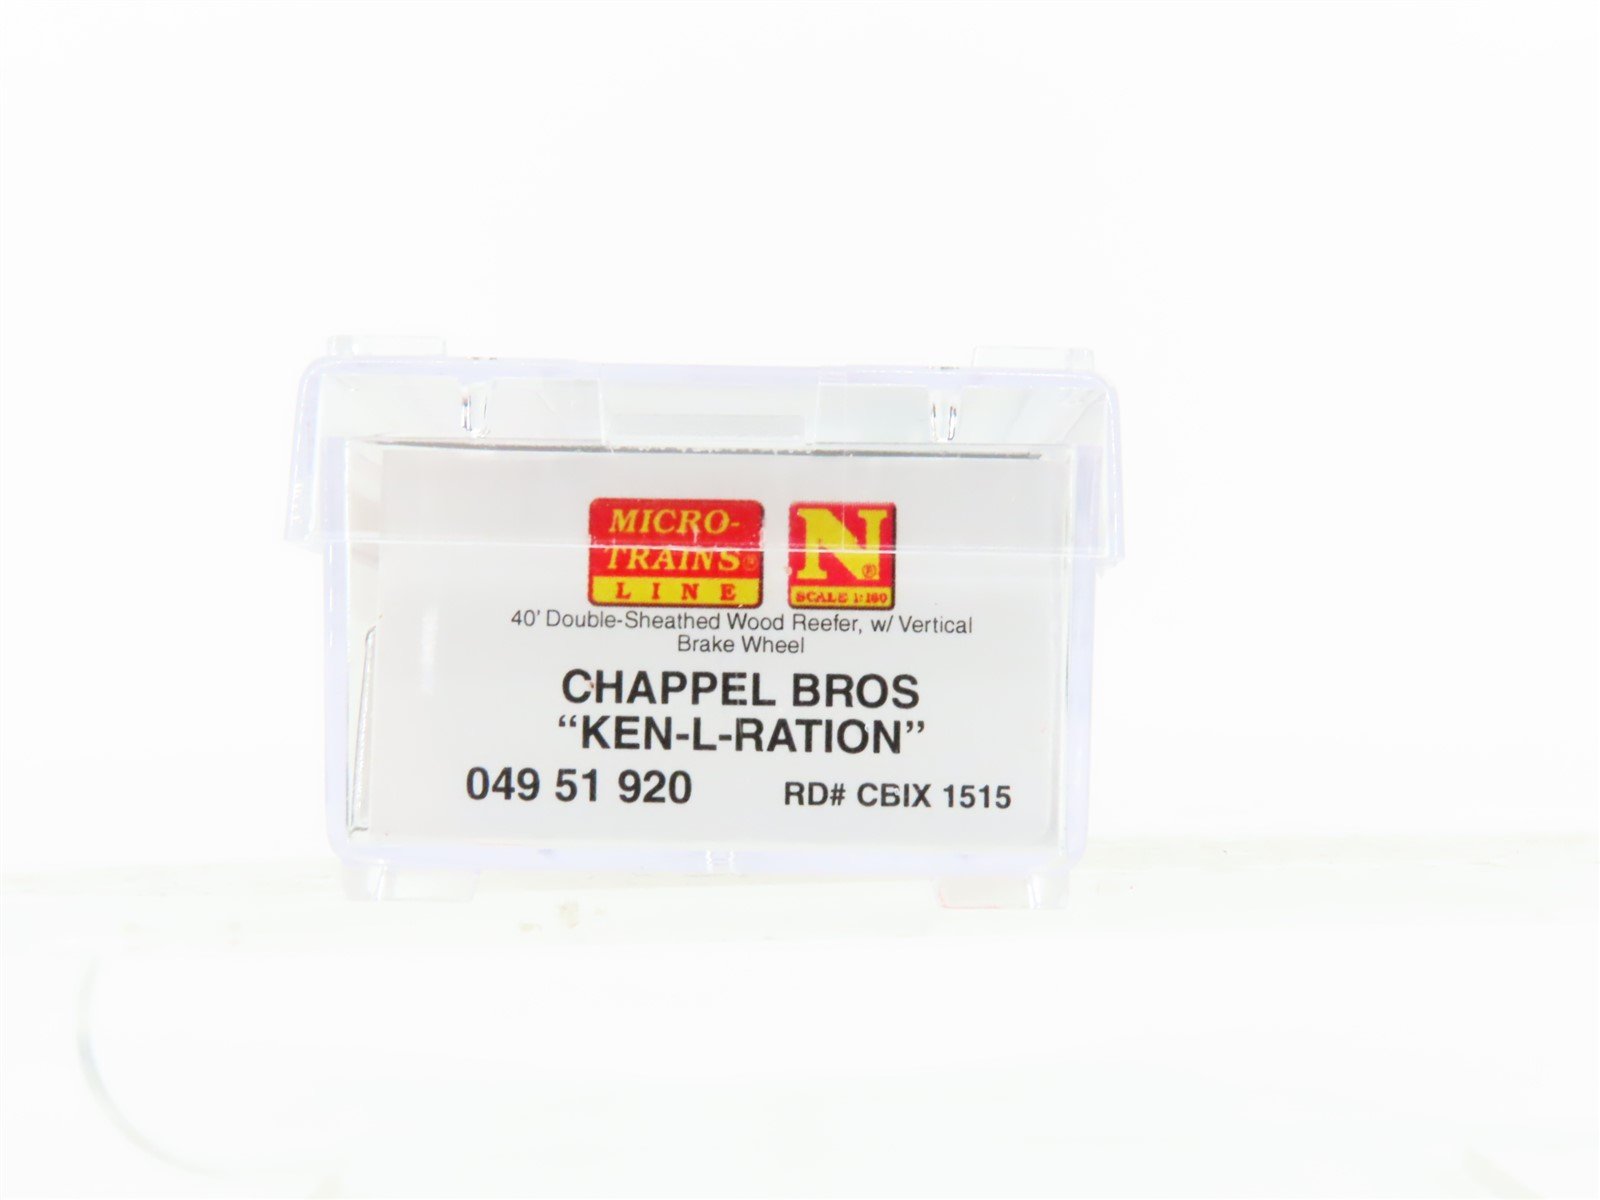 MICRO-
TRAINS®
LINE
N®
SCALE 1:160
40' Double-Sheathed Wood Reefer, w/ Vertical
Brake Wheel
CHAPPEL BROS
“KEN-L-RATION”
049 51 920 RD# CBIX 1515